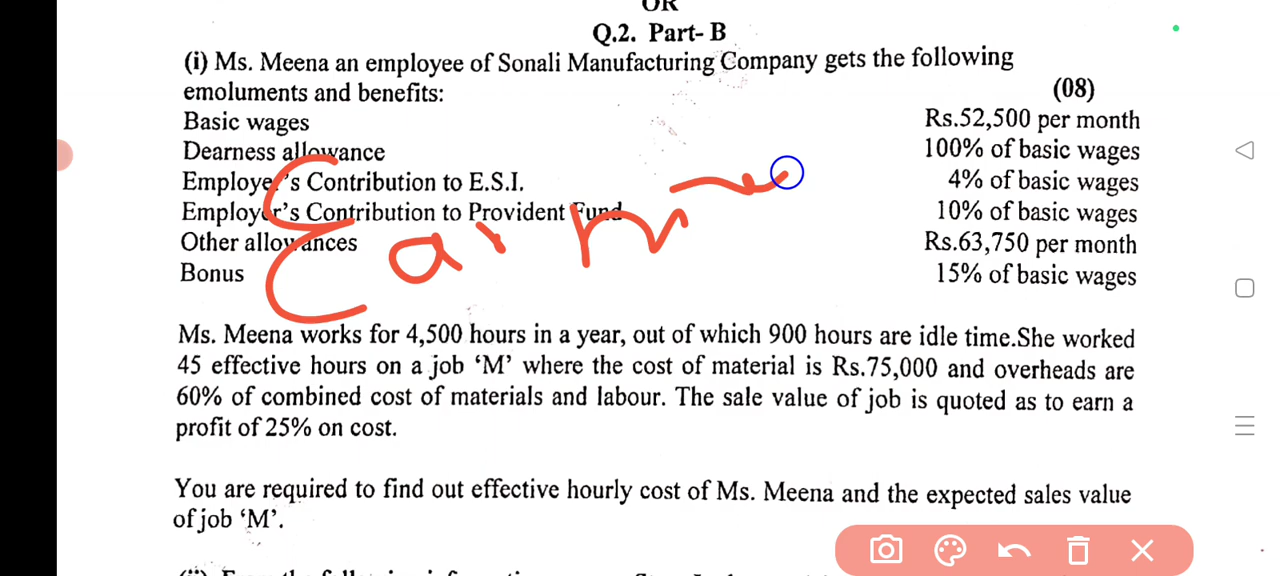 OR
Q.2. Part- B
(i) Ms. Meena an employee of Sonali Manufacturing Company gets the following
emoluments and benefits: (08)
Basic wages Rs.52,500 per month
Dearness allowance 100% of basic wages
Employer's Contribution to E.S.I. 4% of basic wages
Employer's Contribution to Provident Fund 10% of basic wages
Other allowances Rs.63,750 per month
Bonus 15% of basic wages
Ms. Meena works for 4,500 hours in a year, out of which 900 hours are idle time.She worked
45 effective hours on a job ‘M’ where the cost of material is Rs.75,000 and overheads are
60% of combined cost of materials and labour. The sale value of job is quoted as to earn a
profit of 25% on cost.
You are required to find out effective hourly cost of Ms. Meena and the expected sales value
of job ‘M’.